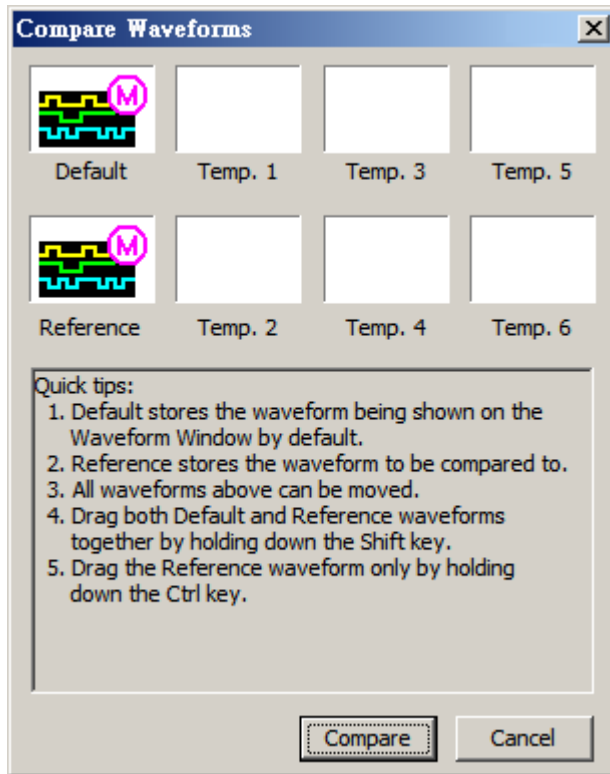 Compare Waveforms
M
Default Temp. 1 Temp. 3 Temp. 5
M
Reference Temp. 2 Temp. 4 Temp. 6
Quick tips:
1. Default stores the waveform being shown on the
Waveform Window by default.
2. Reference stores the waveform to be compared to.
3. All waveforms above can be moved.
4. Drag both Default and Reference waveforms
together by holding down the Shift key.
5. Drag the Reference waveform only by holding
down the Ctrl key.
Compare Cancel